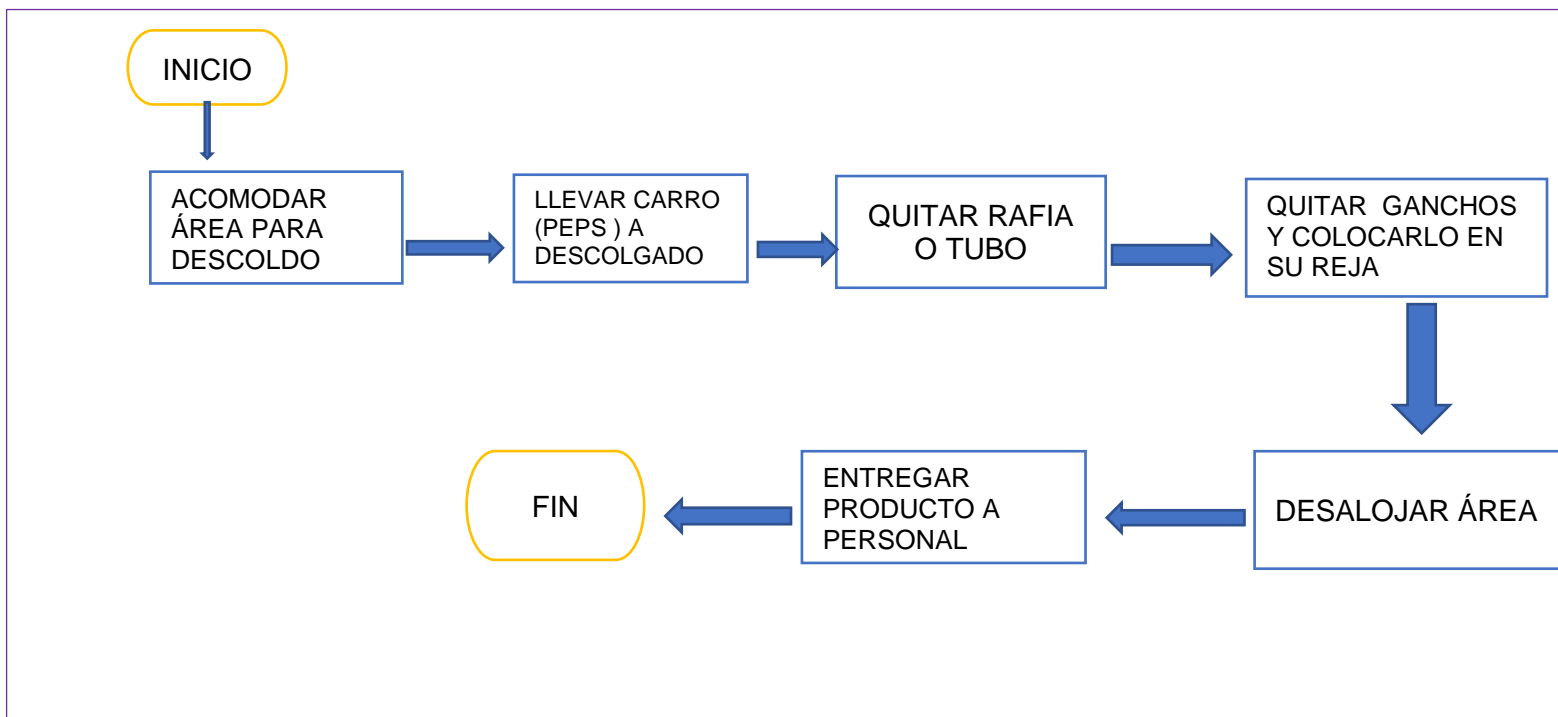 INICIO
ACOMODAR
ÁREA PARA
DESCOLDO
LLEVAR CARRO
(PEPS ) A
DESCOLGADO
QUITAR RAFIA
O TUBO
QUITAR  GANCHOS
Y COLOCARLO EN
SU REJA
DESALOJAR ÁREA
ENTREGAR
PRODUCTO A
PERSONAL
FIN